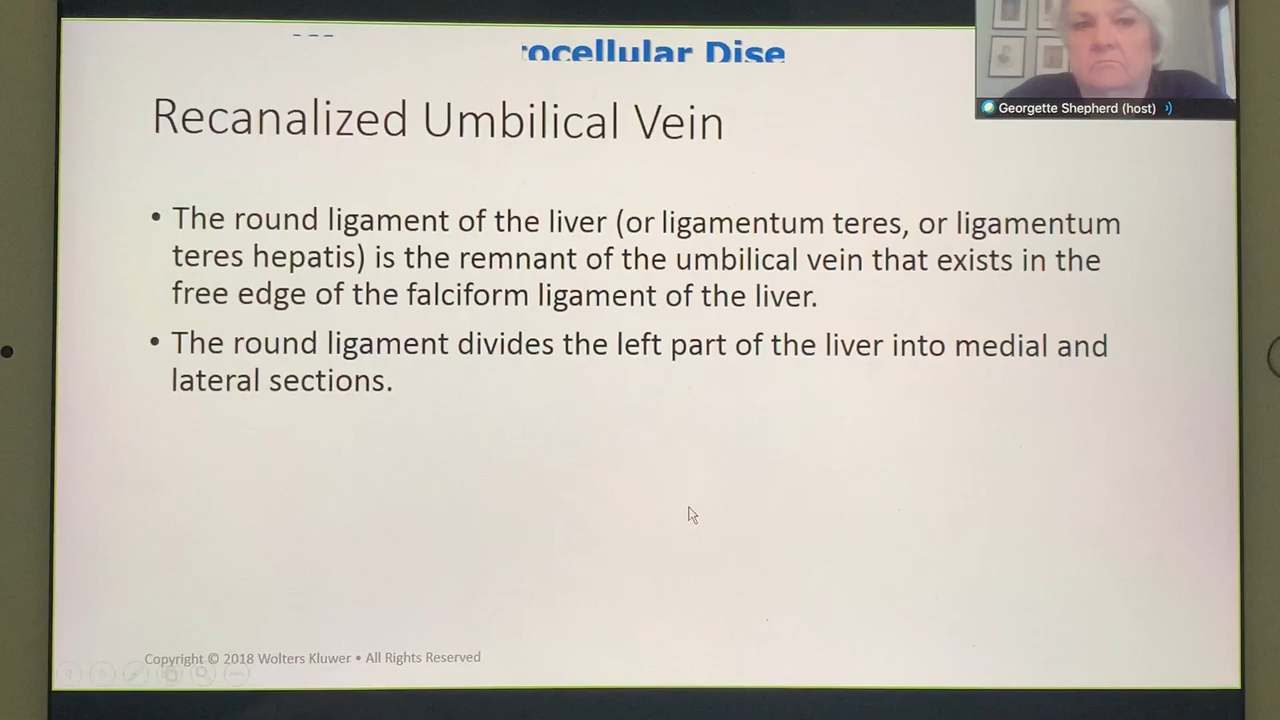 ocellular Dise
Georgette Shepherd (host)
Recanalized Umbilical Vein
• The round ligament of the liver (or ligamentum teres, or ligamentum
teres hepatis) is the remnant of the umbilical vein that exists in the
free edge of the falciform ligament of the liver.
• The round ligament divides the left part of the liver into medial and
lateral sections.
Copyright © 2018 Wolters Kluwer • All Rights Reserved